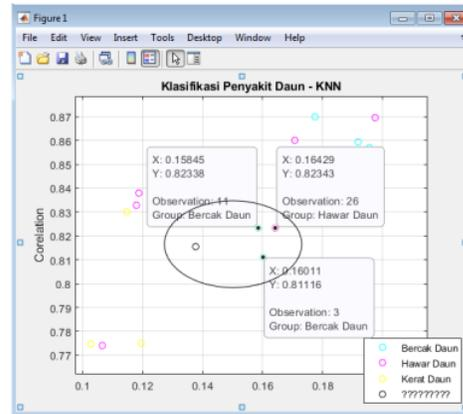 Figure 1
File Edit View Insert Tools Desktop Window Help
Klasifikasi Penyakit Daun - KNN
0.87
0.86
0.85
0.84
0.83
0.82
0.81
0.8
0.79
0.78
0.77
Corelation
X: 0.15845
Y: 0.82338
Observation: 11
Group: Bercak Daun
X: 0.16429
Y: 0.82343
Observation: 26
Group: Hawar Daun
X: 0.16011
Y: 0.81116
Observation: 3
Group: Bercak Daun
0.1 0.12 0.14 0.16 0.18
Bercak Daun
Hawar Daun
Kerat Daun
?????????